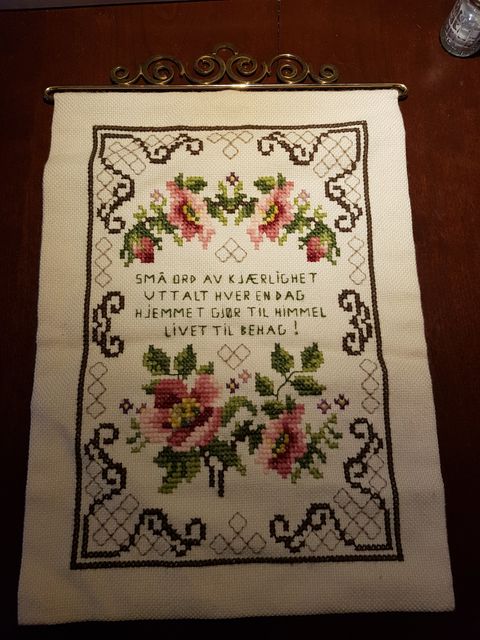 SMÅ ORD AV KJÆRLIGHET
UTTALT HVER EN DAG
HJEMMET GJØR TIL HIMMEL
LIVET TIL BEHAG!